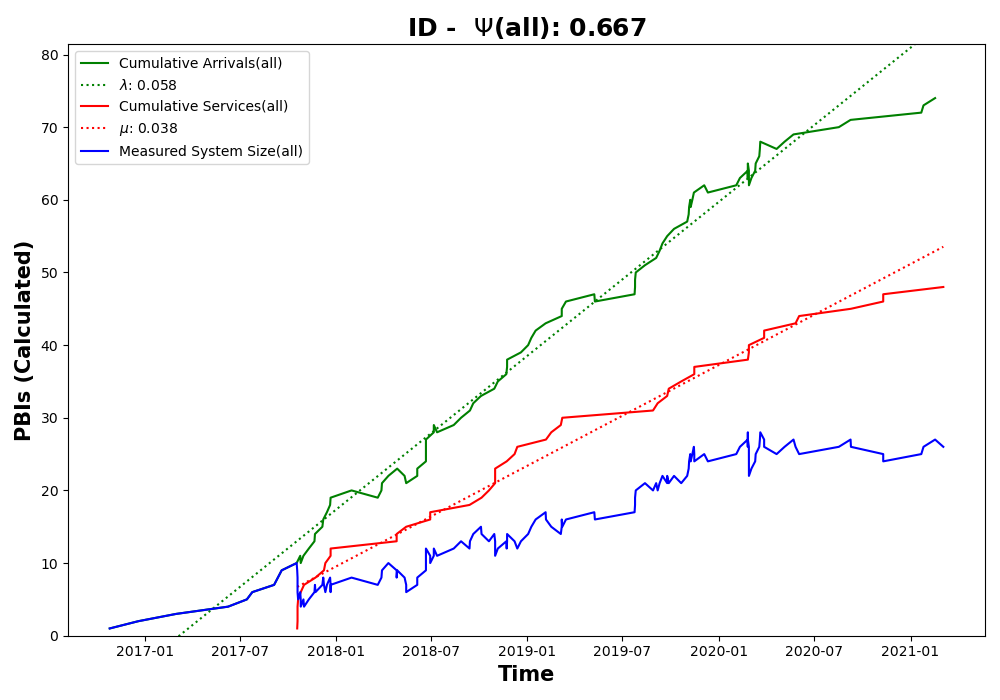 ID - Ψ(all): 0.667
Cumulative Arrivals(all)
λ: 0.058
Cumulative Services(all)
μ: 0.038
Measured System Size(all)
PBIs (Calculated)
80
70
60
50
40
30
20
10
0
2017-01 2017-07 2018-01 2018-07 2019-01 2019-07 2020-01 2020-07 2021-01
Time